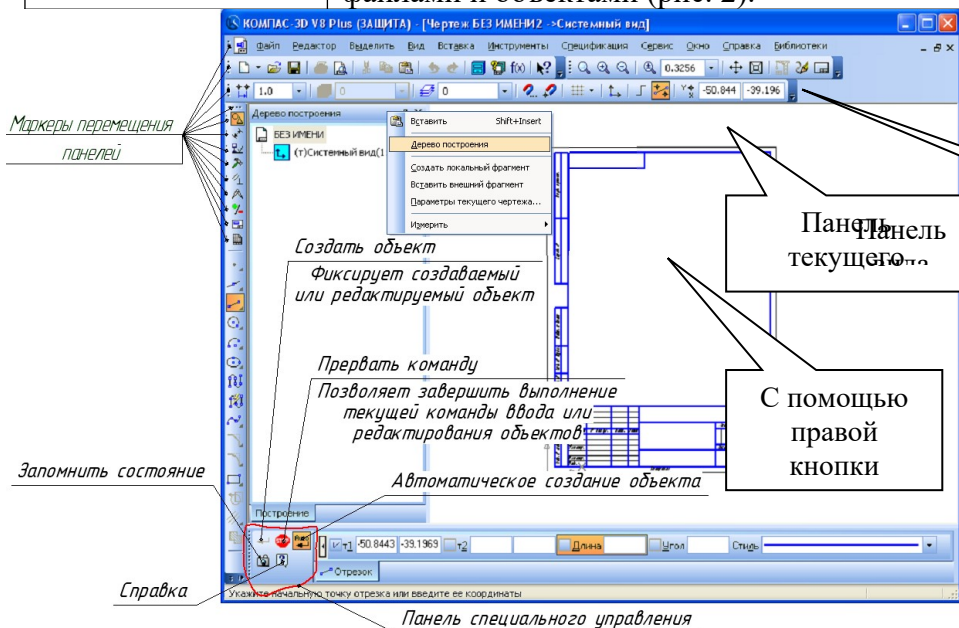 файлами и объектами (рис. 2).
КОМПАС-3D V8 Plus (ЗАЩИТА) - [Чертеж БЕЗ ИМЕНИ2 ->Системный вид]
Файл Редактор Выделить Вид Вставка Инструменты Спецификация Сервис Окно Справка Библиотеки
f(x) 0.3256
1.0 0 0 -50.844 -39.196
Маркеры перемещения
панелей
Дерево построения
БЕЗ ИМЕНИ
(т)Системный вид(1
Вставить Shift+Insert
Дерево построения
Создать локальный фрагмент
Вставить внешний фрагмент
Параметры текущего чертежа...
Измерить
Панель
текущего
Панель
Создать объект
Фиксирует создаваемый
или редактируемый объект
Прервать команду
Позволяет завершить выполнение
текущей команды ввода или
редактирования объектов
С помощью
правой
кнопки
Запомнить состояние
Автоматическое создание объекта
Построение
т1 -50.8443 -39.1969 т2 Длина Угол Стиль
Отрезок
Справка
Укажите начальную точку отрезка или введите ее координаты
Панель специального управления